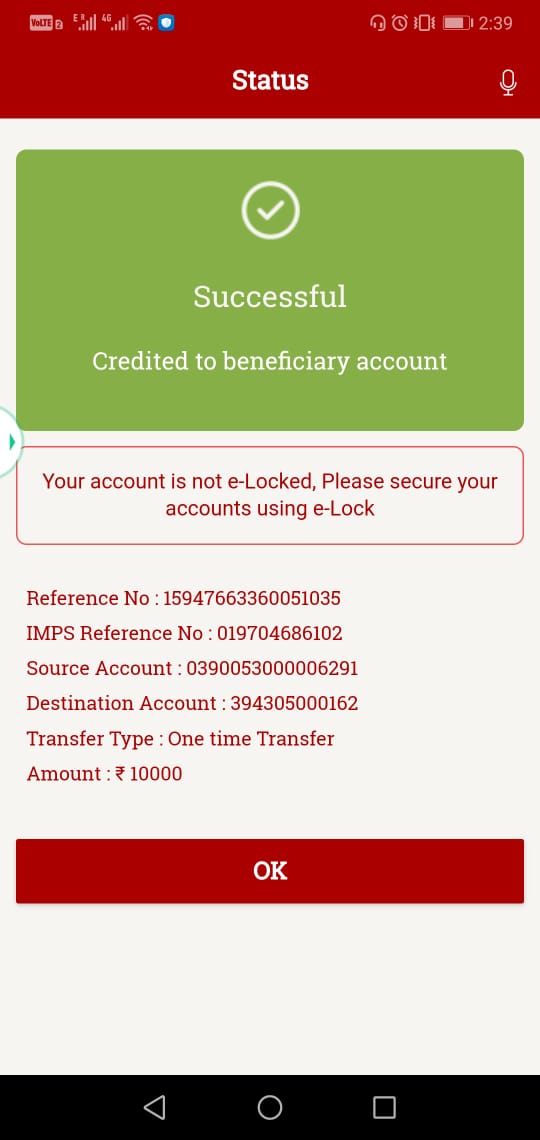 VoLTE 2 E R 4G 2:39
Status
Successful
Credited to beneficiary account
Your account is not e-Locked, Please secure your
accounts using e-Lock
Reference No : 15947663360051035
IMPS Reference No : 019704686102
Source Account : 0390053000006291
Destination Account : 394305000162
Transfer Type : One time Transfer
Amount : ₹ 10000
OK